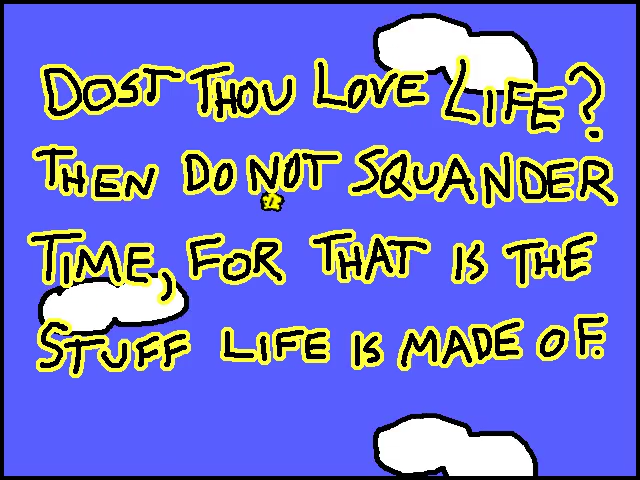 DOST THOU LOVE LIFE?
THEN DO NOT SQUANDER
TIME, FOR THAT IS THE
STUFF LIFE IS MADE OF.